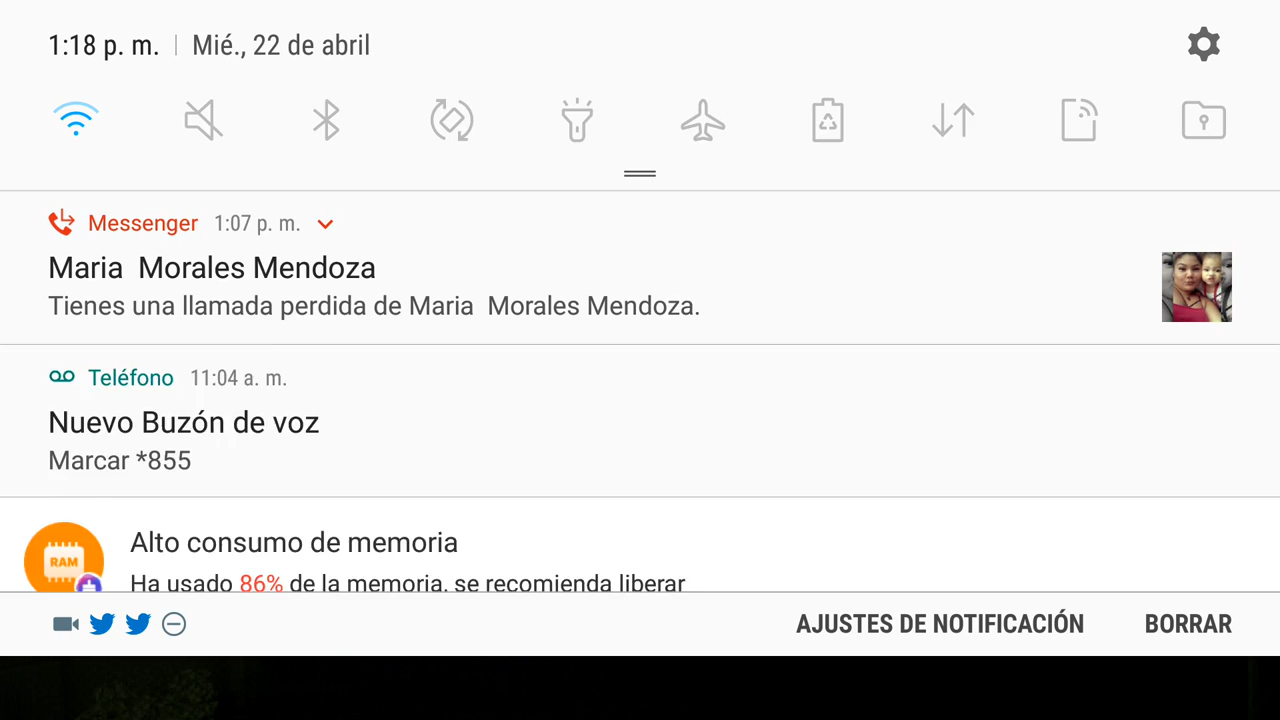 1:18 p. m. | Mié., 22 de abril
Messenger 1:07 p. m.
Maria Morales Mendoza
Tienes una llamada perdida de Maria Morales Mendoza.
Teléfono 11:04 a. m.
Nuevo Buzón de voz
Marcar *855
RAM
Alto consumo de memoria
Ha usado 86% de la memoria, se recomienda liberar
AJUSTES DE NOTIFICACIÓN BORRAR